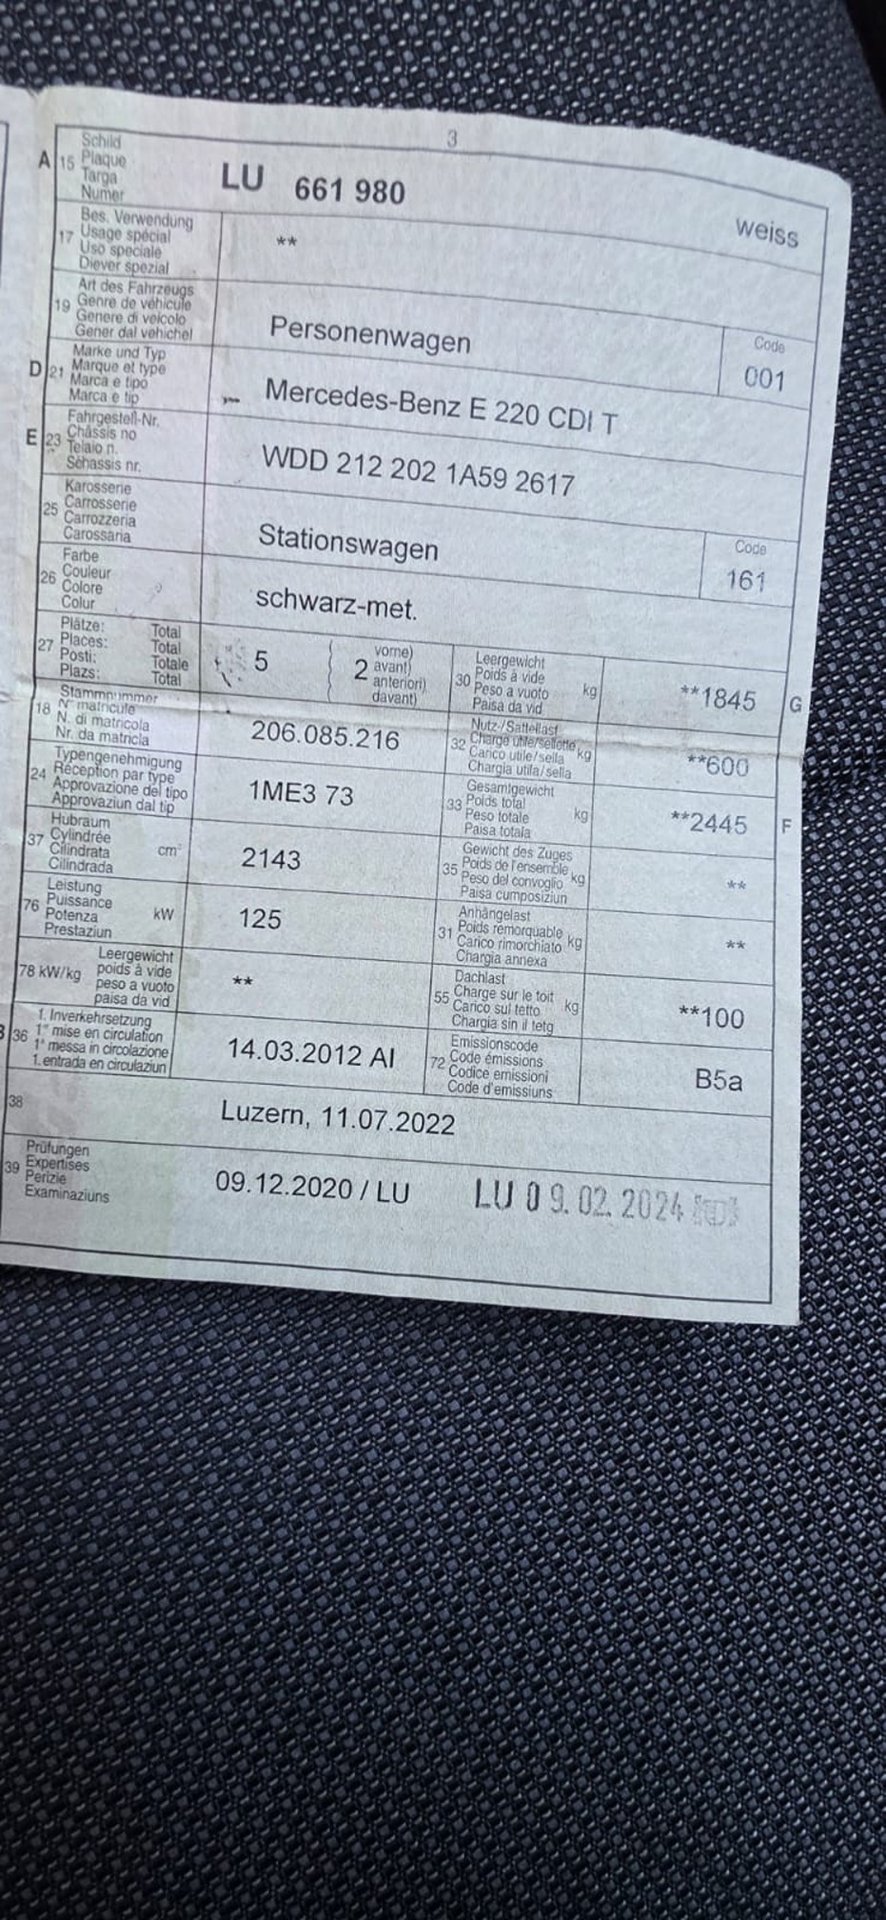 3
A 15 Schild
Plaque
Targa
Numer
LU 661 980 weiss
17 Bes. Verwendung
Usage spécial
Uso speciale
Diever spezial
**
19 Art des Fahrzeugs
Genre de véhicule
Genere di veicolo
Gener dal vehichel
Personenwagen
Code
001
D 21 Marke und Typ
Marque et type
Marca e tipo
Marca e tip
Mercedes-Benz E 220 CDI T
E 23 Fahrgestell-Nr.
Châssis no
Telaio n.
Schassis nr.
WDD 212 202 1A59 2617
25 Karosserie
Carrosserie
Carrozzeria
Carossaria
Stationswagen
Code
161
26 Farbe
Couleur
Colore
Colur
schwarz-met.
27 Plätze: Total
Places: Total
Posti: Totale
Plazs: Total
5
2 vorne)
avant)
anteriori)
davant)
30 Leergewicht
Poids à vide
Peso a vuoto
Paisa da vid
kg
**1845 G
18 Stammnummer
N° matricule
N. di matricola
Nr. da matricla
206.085.216
32 Nutz-/Sattellast
Charge utile/sellette
Carico utile/sella
Chargia utila/sella
kg
**600
24 Typengenehmigung
Réception par type
Approvazione del tipo
Approvaziun dal tip
1ME3 73
33 Gesamtgewicht
Poids total
Peso totale
Paisa totala
kg
**2445 F
37 Hubraum
Cylindrée
Cilindrata
Cilindrada
cm³
2143
35 Gewicht des Zuges
Poids de l'ensemble
Peso del convoglio
Paisa cumposiziun
kg
**
76 Leistung
Puissance
Potenza
Prestaziun
kW
125
31 Anhängelast
Poids remorquable
Carico rimorchiato
Chargia annexa
kg
**
78 kW/kg Leergewicht
poids à vide
peso a vuoto
paisa da vid
**
55 Dachlast
Charge sur le toit
Carico sul tetto
Chargia sin il tetg
kg
**100
B 36 1. Inverkehrsetzung
1re mise en circulation
1a messa in circolazione
1. entrada en circulaziun
14.03.2012 AI
72 Emissionscode
Code émissions
Codice emissioni
Code d'emissiuns
B5a
38
Luzern, 11.07.2022
39 Prüfungen
Expertises
Perizie
Examinaziuns
09.12.2020 / LU
LU 09.02.2024